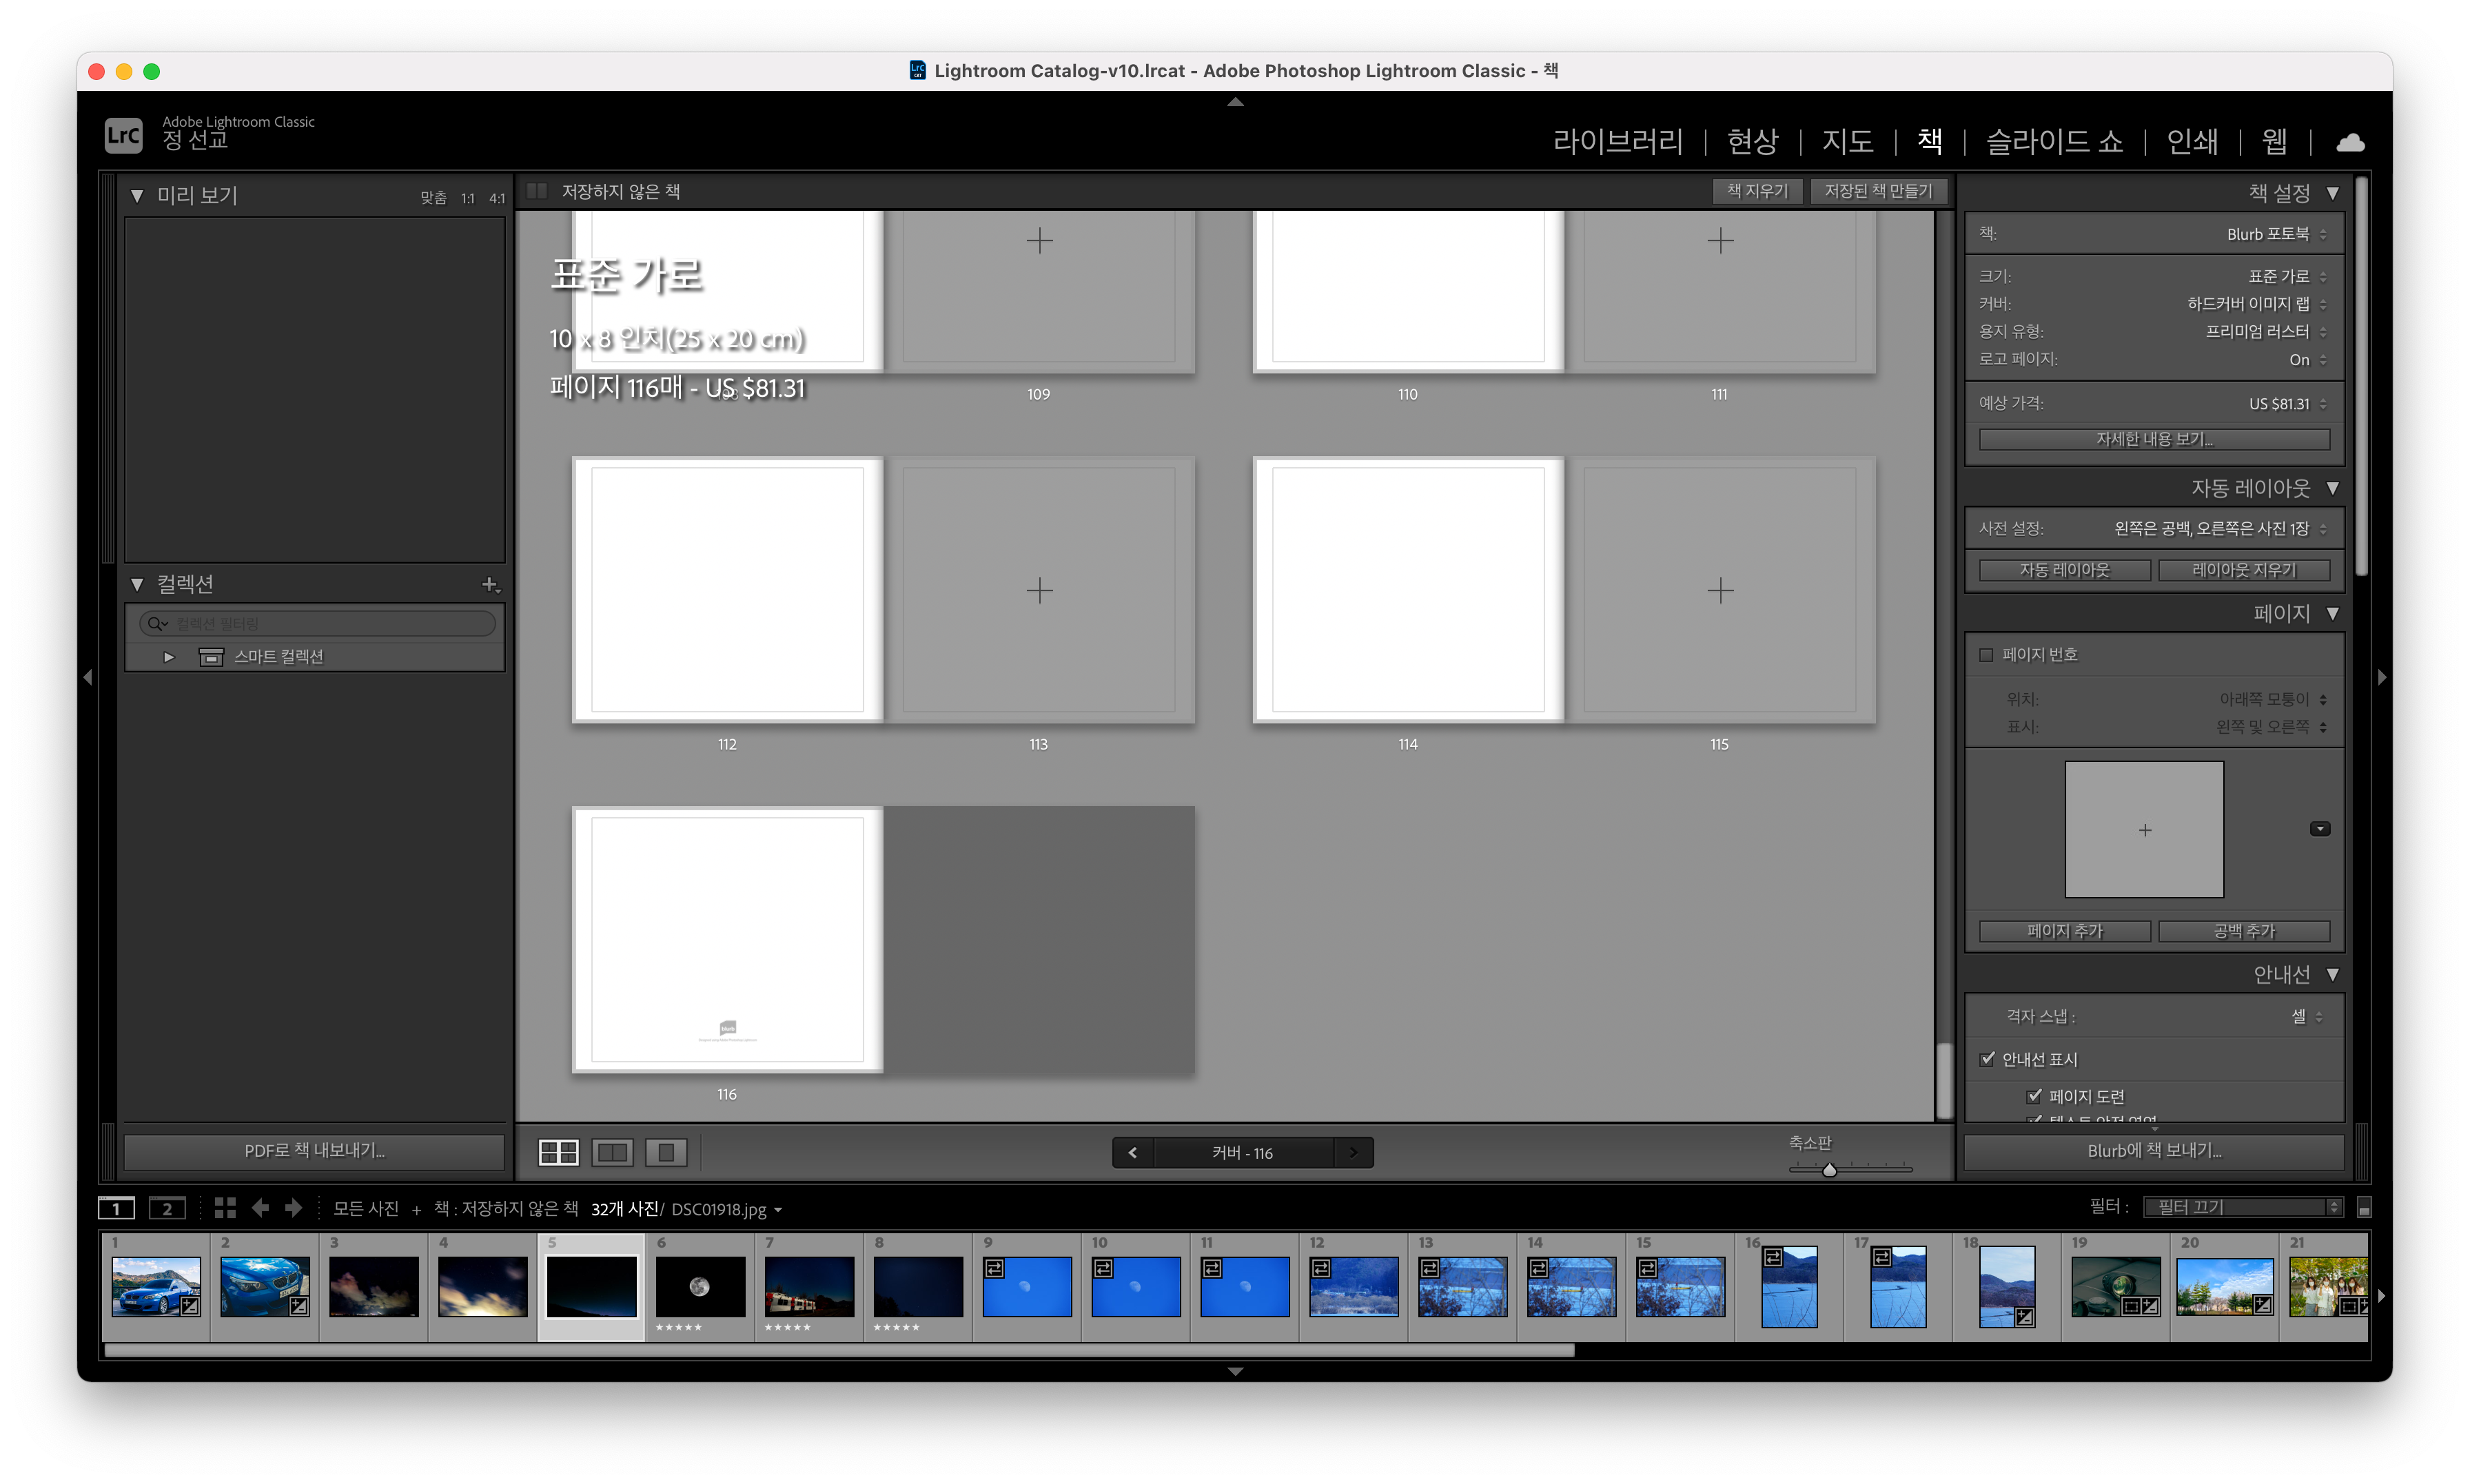 Lightroom Catalog-v10.lrcat - Adobe Photoshop Lightroom Classic - 책
LrC
Adobe Lightroom Classic
정 선교
라이브러리 | 현상 | 지도 | 책 | 슬라이드 쇼 | 인쇄 | 웹 |
미리 보기 맞춤 1:1 4:1
컬렉션
컬렉션 필터링
스마트 컬렉션
PDF로 책 내보내기...
저장하지 않은 책 책 지우기 저장된 책 만들기
표준 가로
10 x 8 인치(25 x 20 cm)
페이지 116매 - US $81.31
108 109 110 111
112 113 114 115
blurb
116
커버 - 116
축소판
책 설정
책: Blurb 포토북
크기: 표준 가로
커버: 하드커버 이미지 랩
용지 유형: 프리미엄 러스터
로고 페이지: On
예상 가격: US $81.31
자세한 내용 보기...
자동 레이아웃
사전 설정: 왼쪽은 공백, 오른쪽은 사진 1장
자동 레이아웃 레이아웃 지우기
페이지
페이지 번호
위치: 아래쪽 모퉁이
표시: 왼쪽 및 오른쪽
페이지 추가 공백 추가
안내선
격자 스냅 : 셀
안내선 표시
페이지 도련
텍스트 안전 영역
Blurb에 책 보내기...
1 2 모든 사진 + 책 : 저장하지 않은 책 32개 사진/ DSC01918.jpg 필터 : 필터 끄기
1 2 3 4 5 6 7 8 9 10 11 12 13 14 15 16 17 18 19 20 21